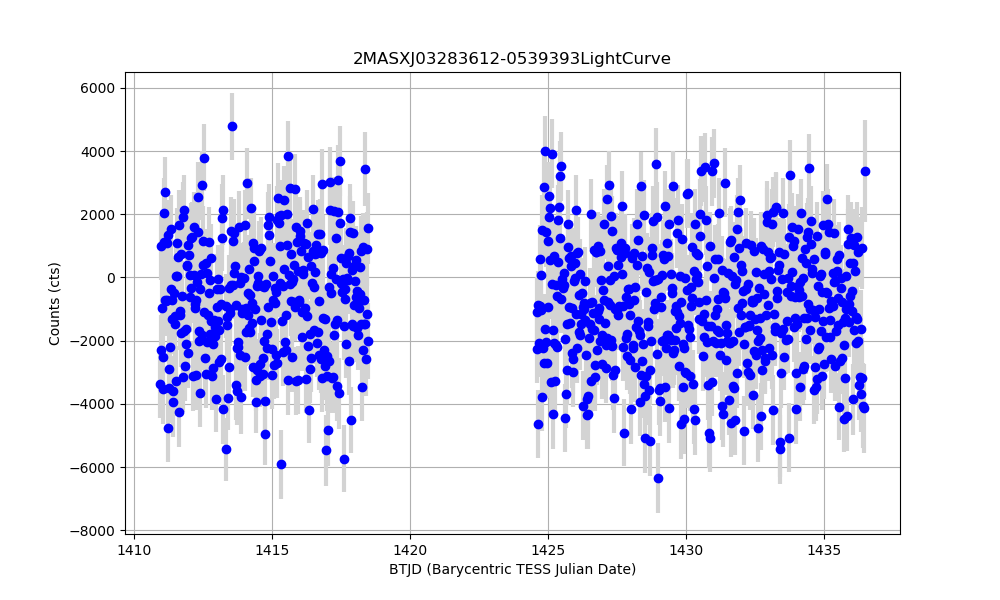 2MASXJ03283612-0539393LightCurve
6000
4000
2000
0
−2000
−4000
−6000
−8000
Counts (cts)
1410 1415 1420 1425 1430 1435
BTJD (Barycentric TESS Julian Date)